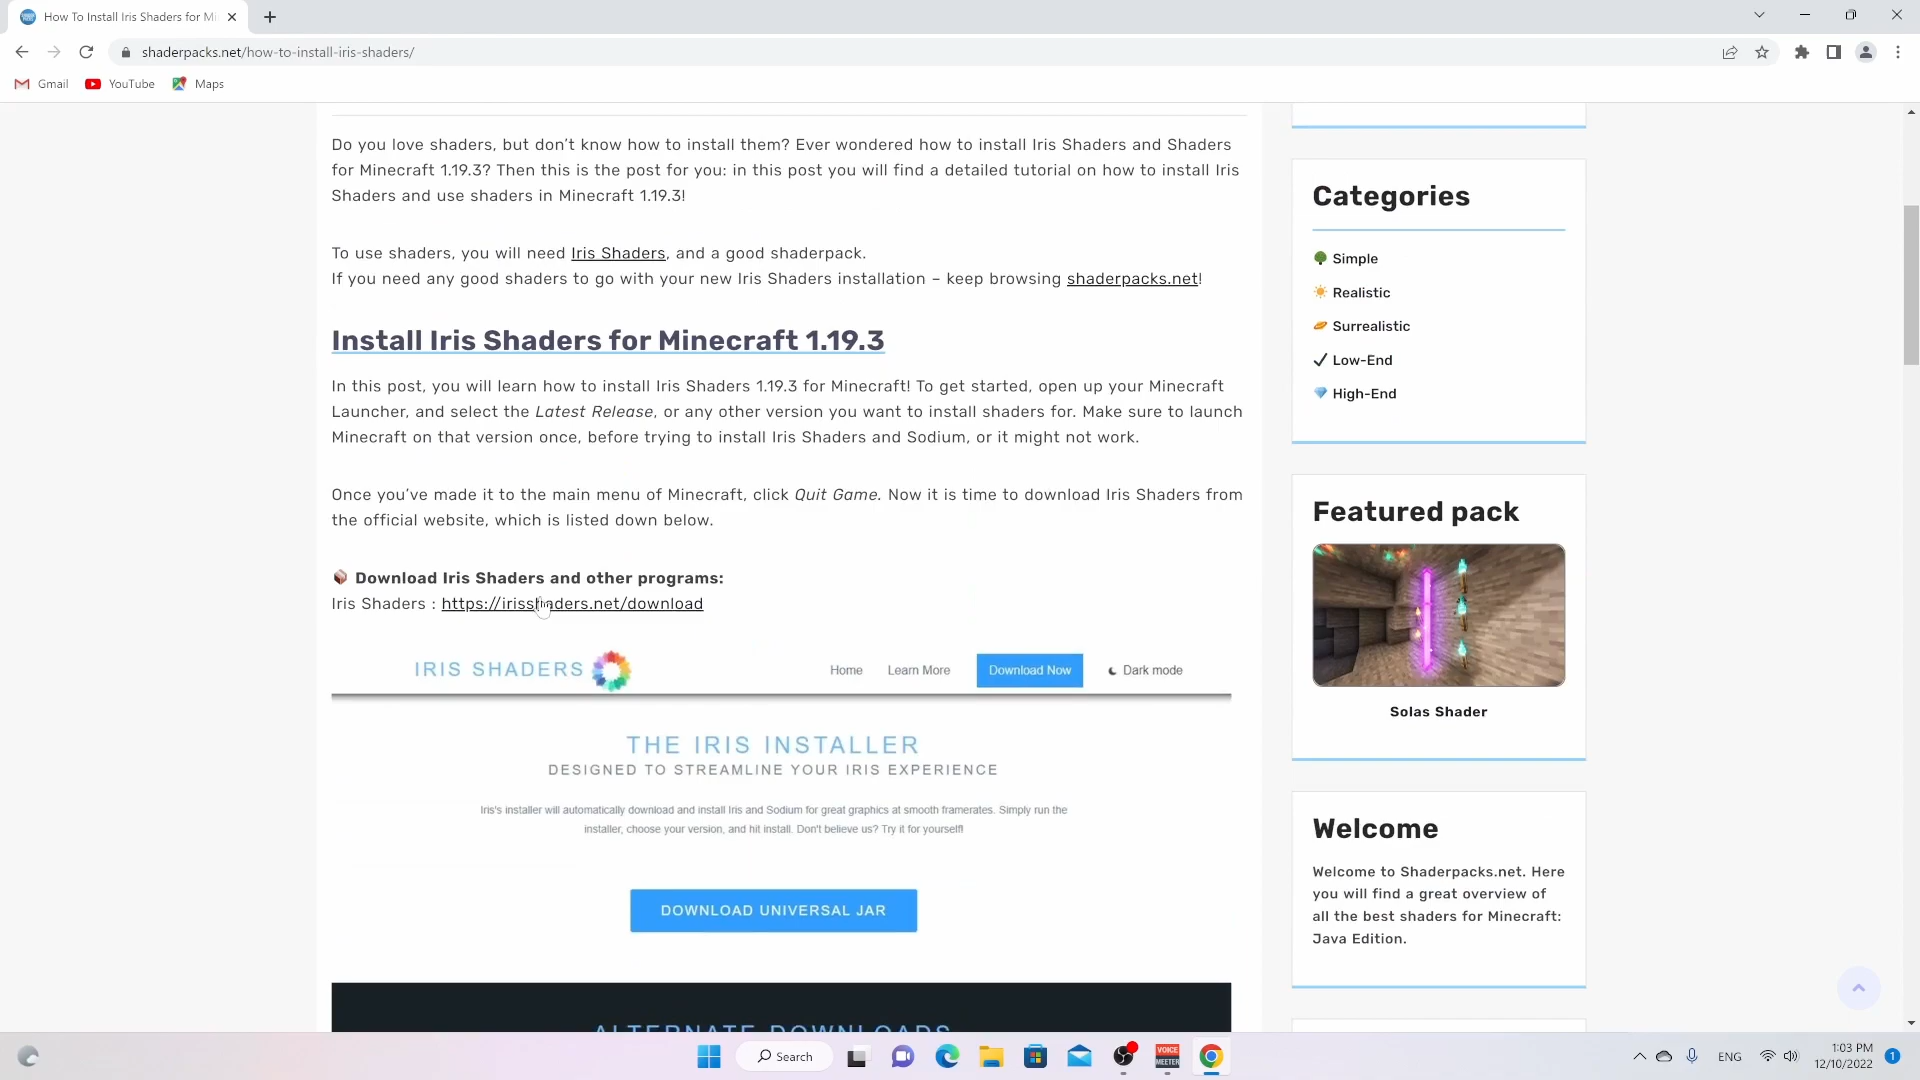 How To Install Iris Shaders for Mi
shaderpacks.net/how-to-install-iris-shaders/
Gmail
YouTube
Maps
Do you love shaders, but don't know how to install them? Ever wondered how to install Iris Shaders and Shaders
for Minecraft 1.19.3? Then this is the post for you: in this post you will find a detailed tutorial on how to install Iris
Shaders and use shaders in Minecraft 1.19.3!
To use shaders, you will need Iris Shaders, and a good shaderpack.
If you need any good shaders to go with your new Iris Shaders installation – keep browsing shaderpacks.net!
Install Iris Shaders for Minecraft 1.19.3
In this post, you will learn how to install Iris Shaders 1.19.3 for Minecraft! To get started, open up your Minecraft
Launcher, and select the Latest Release, or any other version you want to install shaders for. Make sure to launch
Minecraft on that version once, before trying to install Iris Shaders and Sodium, or it might not work.
Once you've made it to the main menu of Minecraft, click Quit Game. Now it is time to download Iris Shaders from
the official website, which is listed down below.
Download Iris Shaders and other programs:
Iris Shaders : https://irisshaders.net/download
IRIS SHADERS
Home
Learn More
Download Now
Dark mode
THE IRIS INSTALLER
DESIGNED TO STREAMLINE YOUR IRIS EXPERIENCE
Iris's installer will automatically download and install Iris and Sodium for great graphics at smooth framerates. Simply run the
installer, choose your version, and hit install. Don't believe us? Try it for yourself!
DOWNLOAD UNIVERSAL JAR
ALTERNATE DOWNLOADS
Categories
Simple
Realistic
Surrealistic
Low-End
High-End
Featured pack
Solas Shader
Welcome
Welcome to Shaderpacks.net. Here
you will find a great overview of
all the best shaders for Minecraft:
Java Edition.
Search
VOICE
MEETER
ENG
1:03 PM
12/10/2022
1